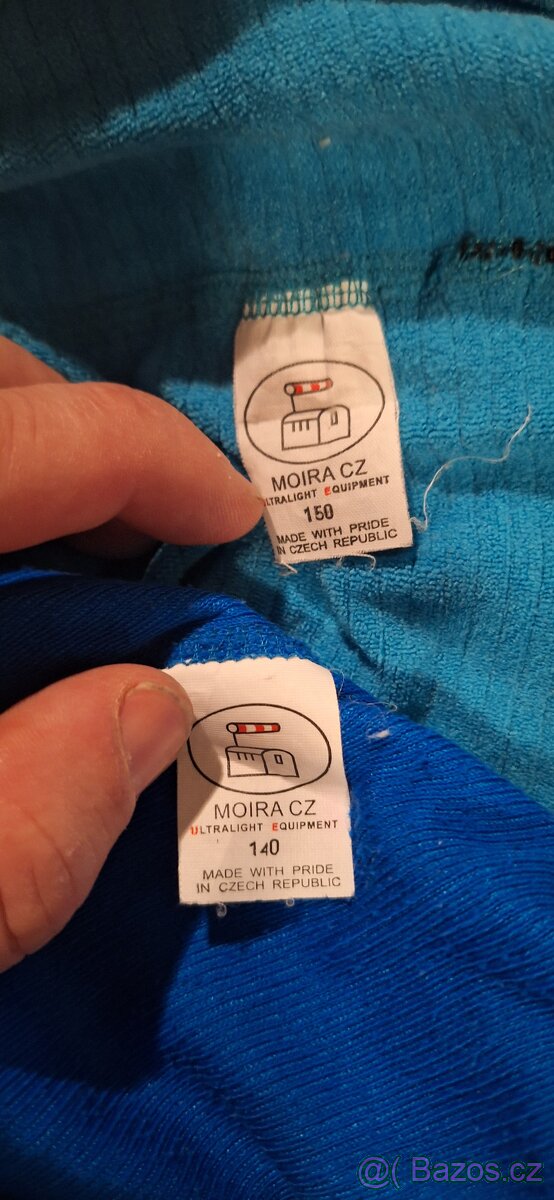 MOIRA CZ
ULTRALIGHT EQUIPMENT
150
MADE WITH PRIDE
IN CZECH REPUBLIC
MOIRA CZ
ULTRALIGHT EQUIPMENT
140
MADE WITH PRIDE
IN CZECH REPUBLIC
@( Bazos.cz